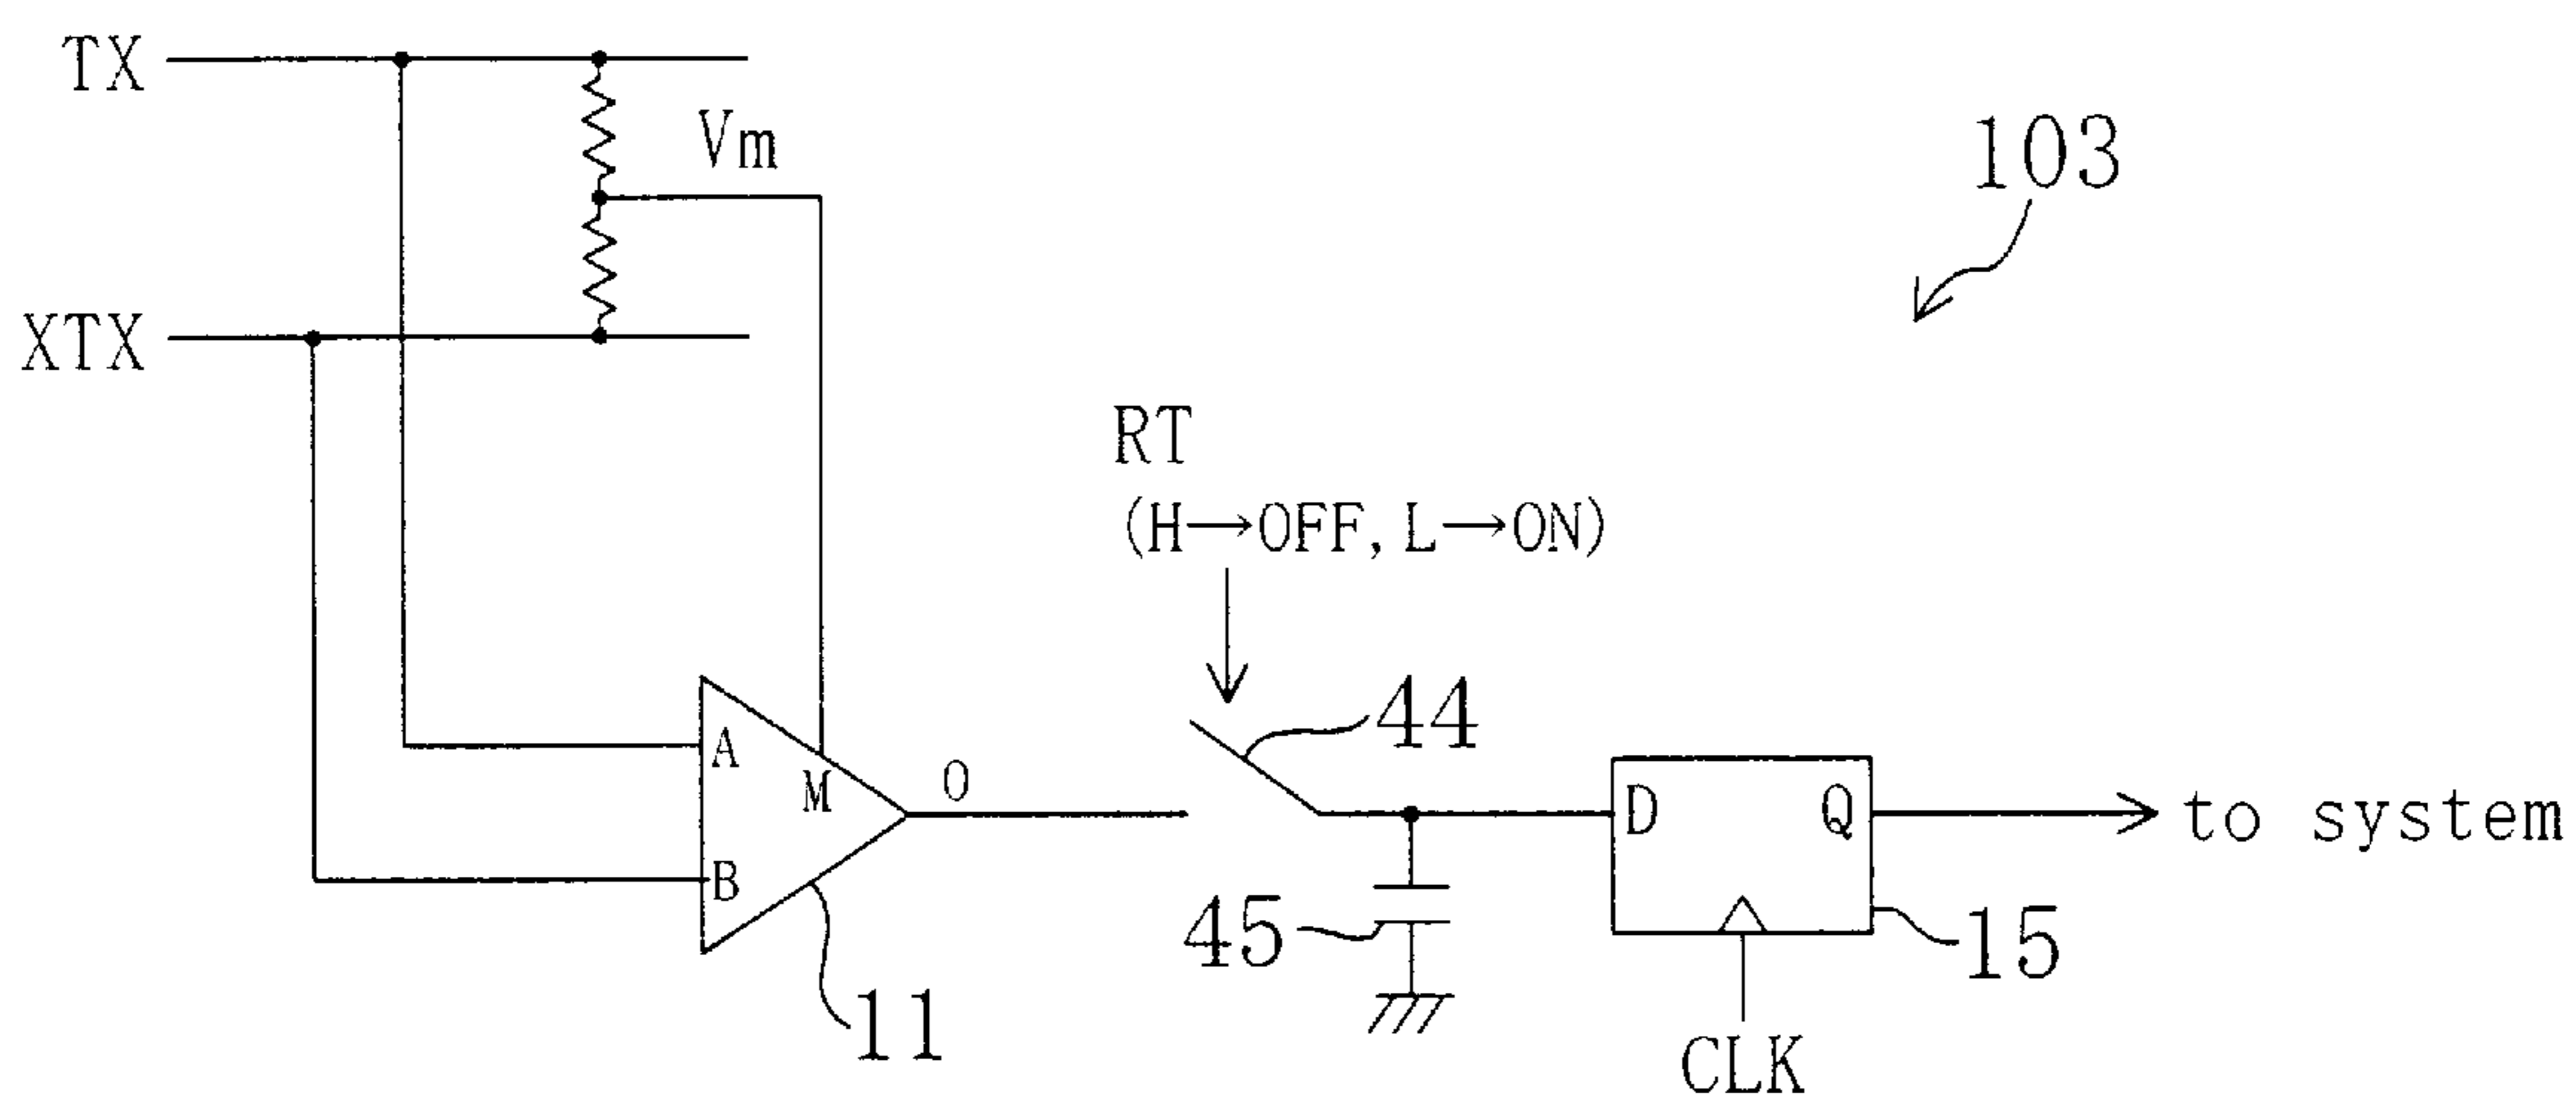 TX
Vm
103
XTX
RT
(H→OFF, L→ON)
44
A
M
O
D
Q
to system
B
45
15
11
CLK